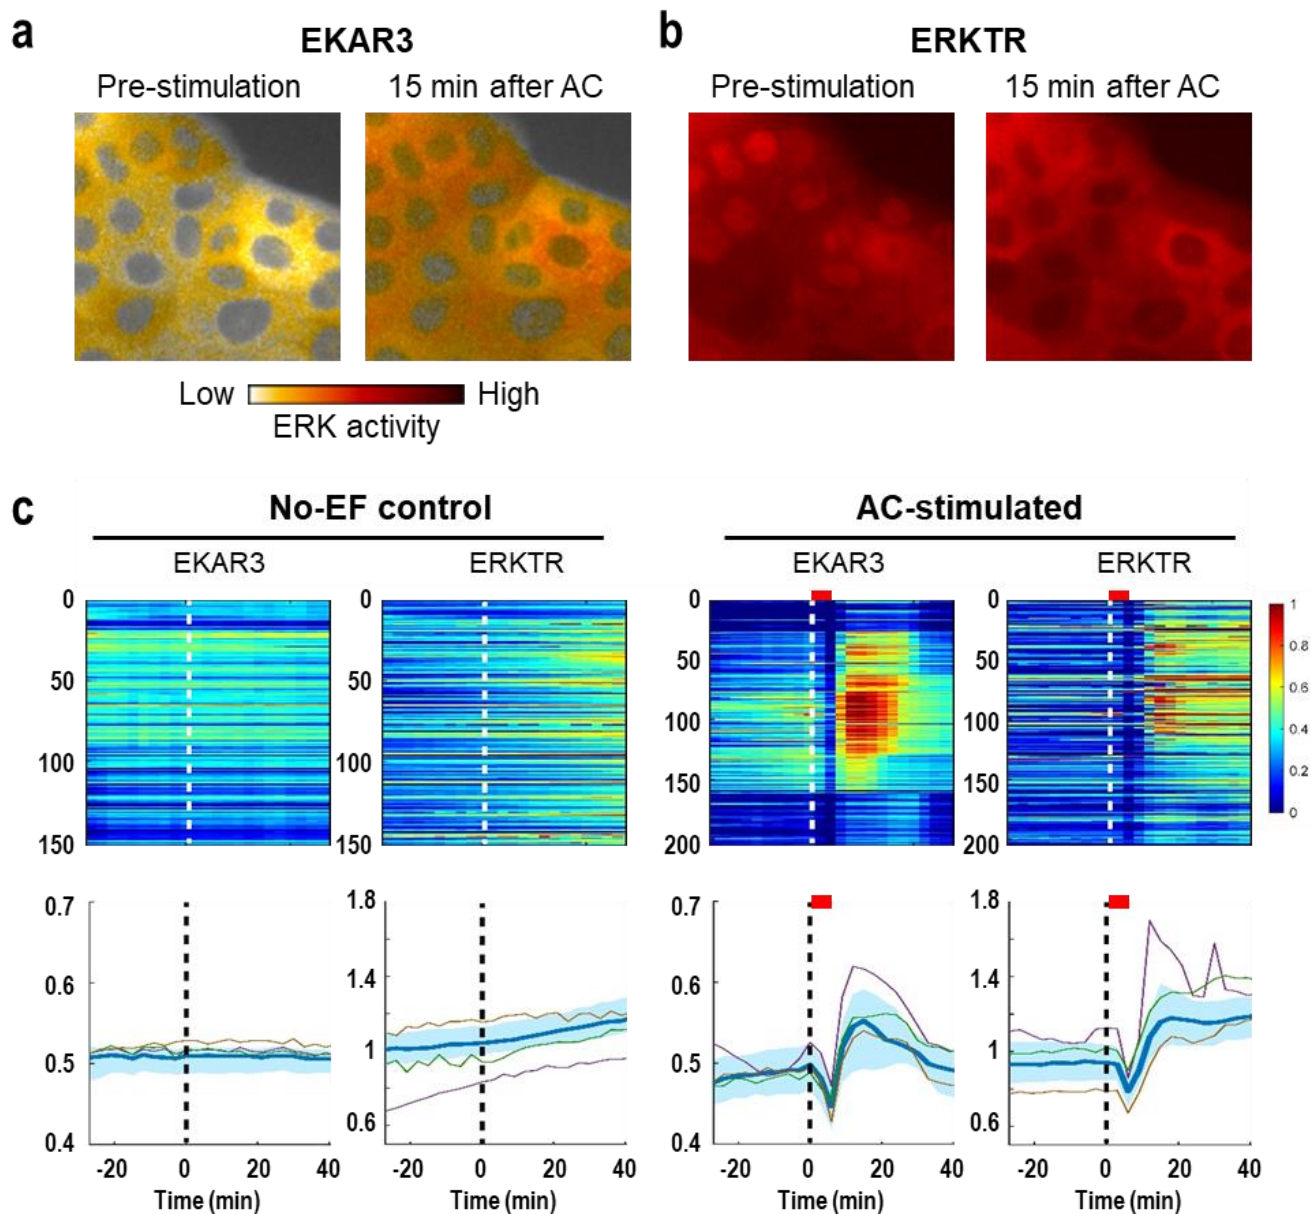 a
EKAR3
Pre-stimulation 15 min after AC
Low High
ERK activity
b
ERKTR
Pre-stimulation 15 min after AC
c
No-EF control AC-stimulated
EKAR3 ERKTR EKAR3 ERKTR
0 0 0 0
50 50 50 50
100 100 100 100
150 150 150 150
200 200
1
0.8
0.6
0.4
0.2
0
0.7 1.8 0.7 1.8
0.6 1.4 0.6 1.4
0.5 1 0.5 1
0.4 0.6 0.4 0.6
-20 0 20 40 -20 0 20 40 -20 0 20 40 -20 0 20 40
Time (min) Time (min) Time (min) Time (min)